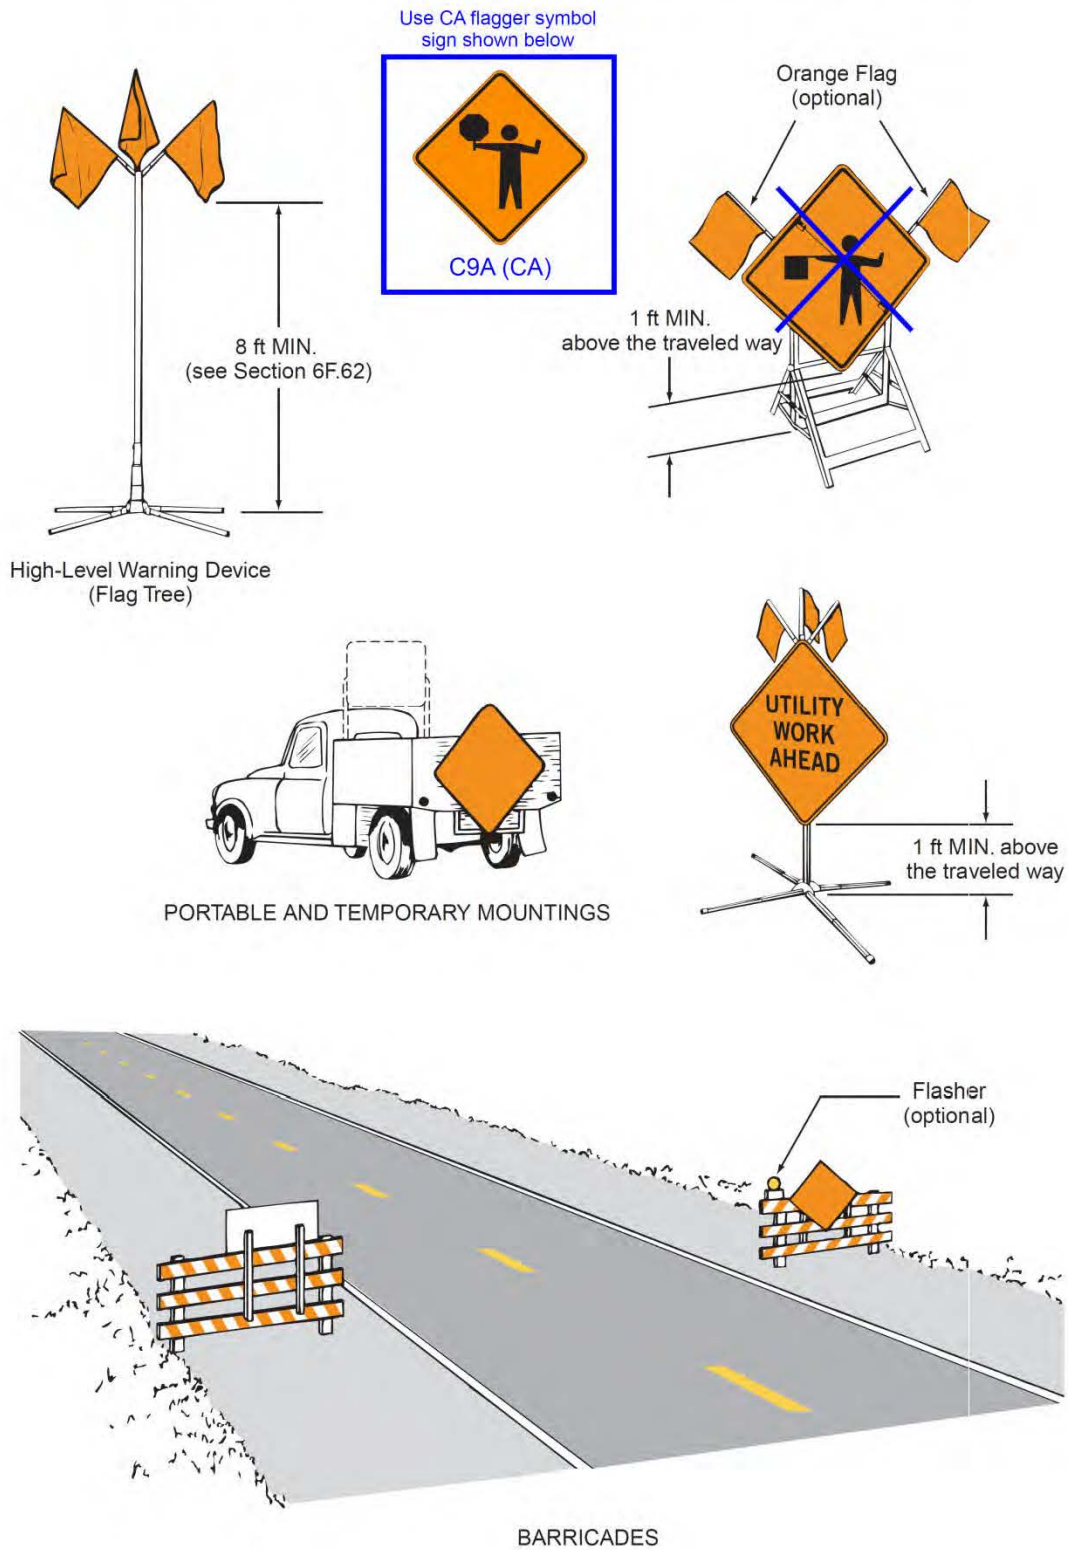 Use CA flagger symbol
sign shown below
C9A (CA)
Orange Flag
(optional)
8 ft MIN.
(see Section 6F.62)
1 ft MIN.
above the traveled way
High-Level Warning Device
(Flag Tree)
UTILITY
WORK
AHEAD
1 ft MIN. above
the traveled way
PORTABLE AND TEMPORARY MOUNTINGS
Flasher
(optional)
BARRICADES